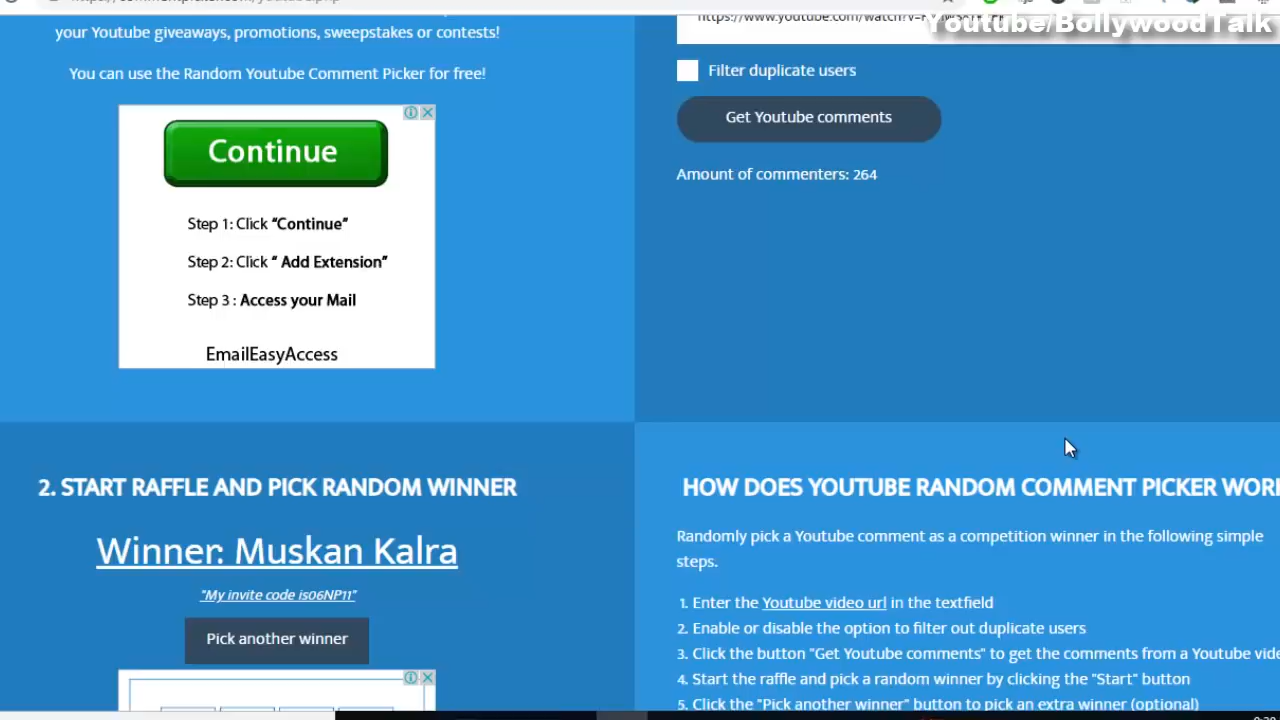 Youtube/BollywoodTalk
your Youtube giveaways, promotions, sweepstakes or contests!
You can use the Random Youtube Comment Picker for free!
Filter duplicate users
Get Youtube comments
Amount of commenters: 264
Continue
Step 1: Click “Continue”
Step 2: Click “ Add Extension”
Step 3 : Access your Mail
EmailEasyAccess
2. START RAFFLE AND PICK RANDOM WINNER
Winner: Muskan Kalra
"My invite code is06NP11"
Pick another winner
HOW DOES YOUTUBE RANDOM COMMENT PICKER
Randomly pick a Youtube comment as a competition winner in the following simple
steps.
1. Enter the Youtube video url in the textfield
2. Enable or disable the option to filter out duplicate users
3. Click the button "Get Youtube comments" to get the comments from a Youtube
4. Start the raffle and pick a random winner by clicking the "Start" button
5. Click the "Pick another winner" button to pick an extra winner (optional)